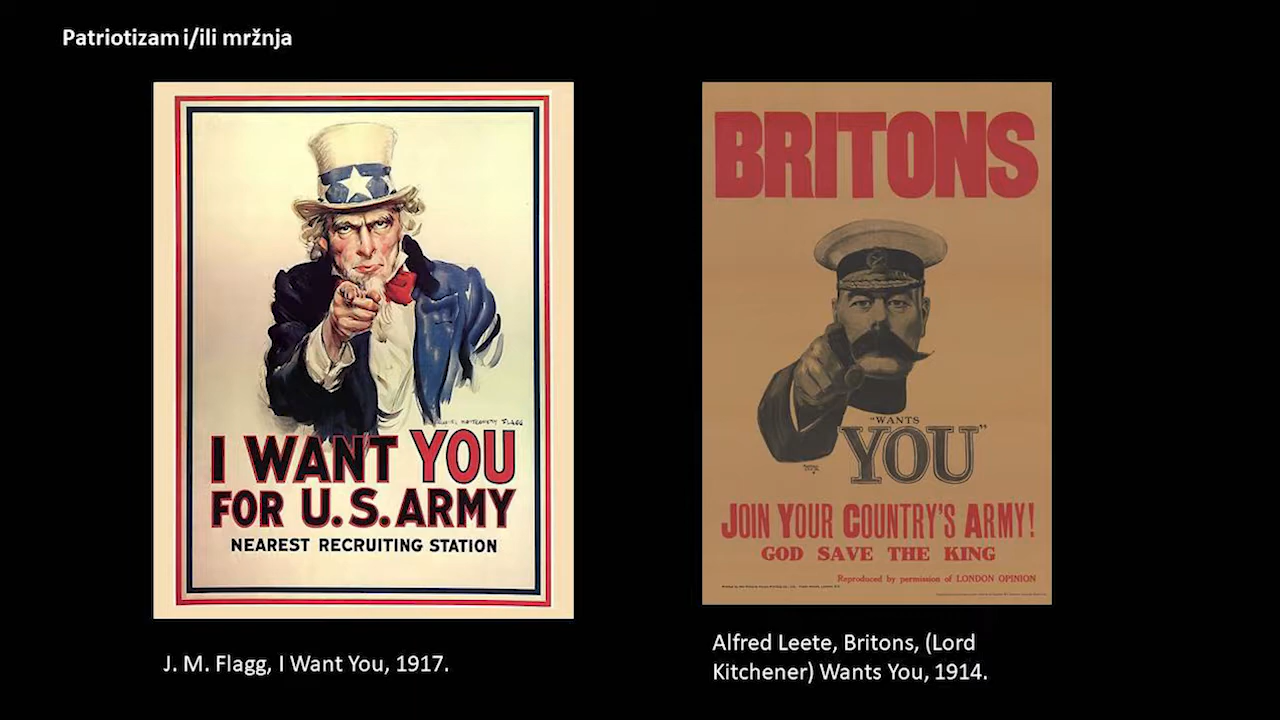 Patriotizam i/ili mržnja
I WANT YOU
FOR U.S. ARMY
NEAREST RECRUITING STATION
J. M. Flagg, I Want You, 1917.
BRITONS
"WANTS
YOU"
JOIN YOUR COUNTRY'S ARMY!
GOD SAVE THE KING
Reproduced by permission of LONDON OPINION
Alfred Leete, Britons, (Lord
Kitchener) Wants You, 1914.